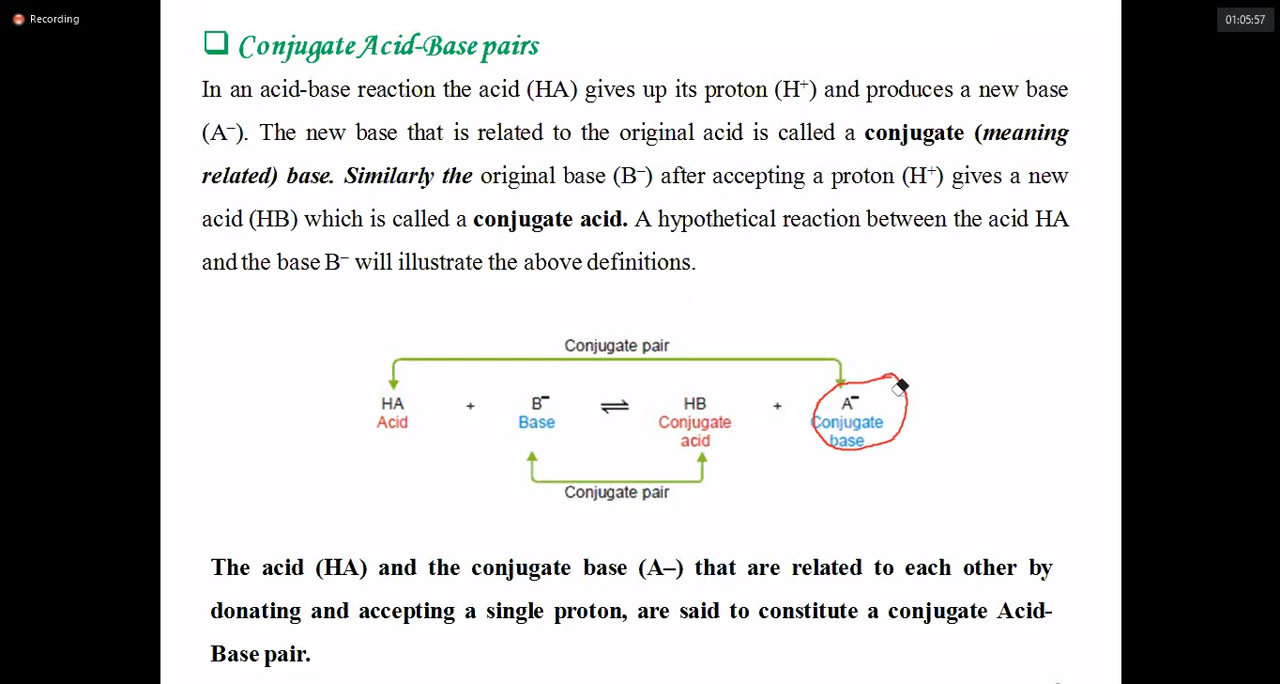 Recording
01:05:57
❑ Conjugate Acid-Base pairs
In an acid-base reaction the acid (HA) gives up its proton (H⁺) and produces a new base
(A⁻). The new base that is related to the original acid is called a conjugate (meaning
related) base. Similarly the original base (B⁻) after accepting a proton (H⁺) gives a new
acid (HB) which is called a conjugate acid. A hypothetical reaction between the acid HA
and the base B⁻ will illustrate the above definitions.
Conjugate pair
HA + B⁻ ⇌ HB + A⁻
Acid Base Conjugate Conjugate
acid base
Conjugate pair
The acid (HA) and the conjugate base (A–) that are related to each other by
donating and accepting a single proton, are said to constitute a conjugate Acid-
Base pair.